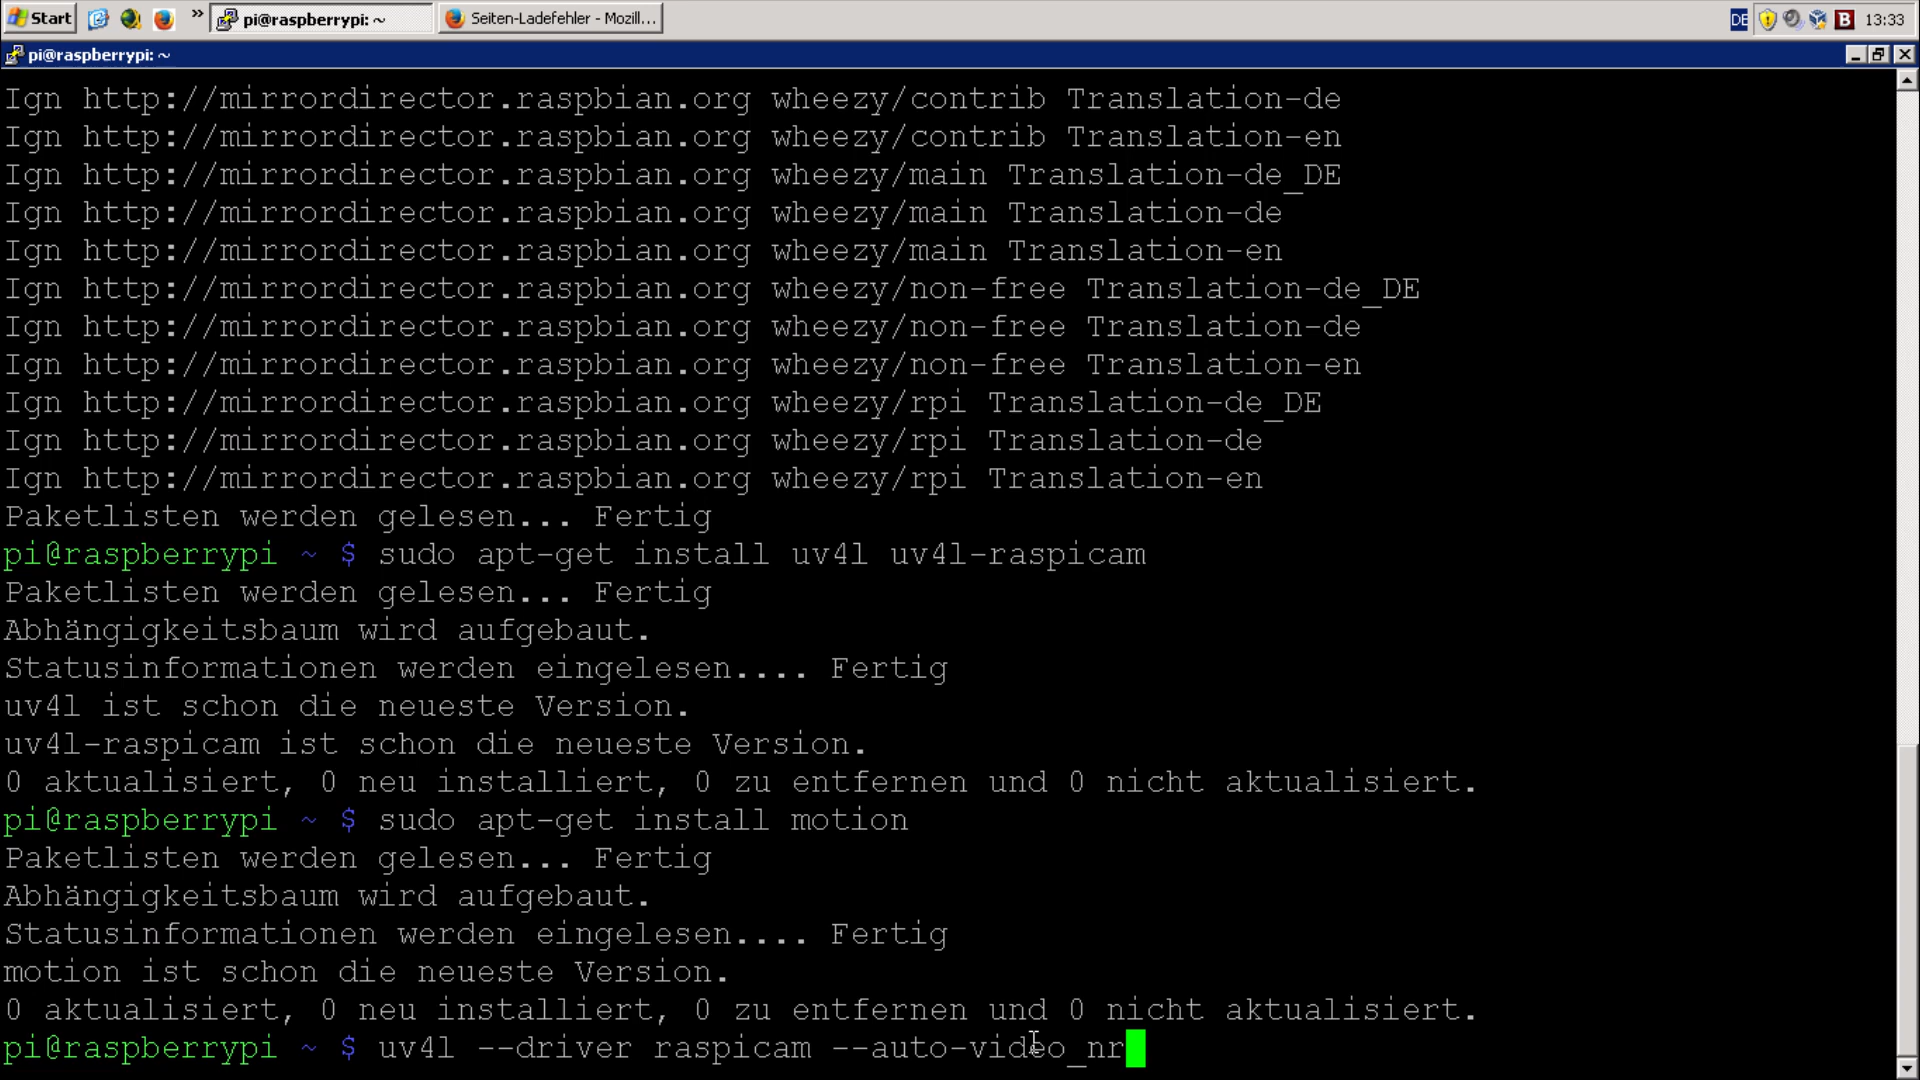 Start
»
pi@raspberrypi: ~
Seiten-Ladefehler - Mozill...
DE
B
13:33
pi@raspberrypi: ~
Ign http://mirrordirector.raspbian.org wheezy/contrib Translation-de
Ign http://mirrordirector.raspbian.org wheezy/contrib Translation-en
Ign http://mirrordirector.raspbian.org wheezy/main Translation-de_DE
Ign http://mirrordirector.raspbian.org wheezy/main Translation-de
Ign http://mirrordirector.raspbian.org wheezy/main Translation-en
Ign http://mirrordirector.raspbian.org wheezy/non-free Translation-de_DE
Ign http://mirrordirector.raspbian.org wheezy/non-free Translation-de
Ign http://mirrordirector.raspbian.org wheezy/non-free Translation-en
Ign http://mirrordirector.raspbian.org wheezy/rpi Translation-de_DE
Ign http://mirrordirector.raspbian.org wheezy/rpi Translation-de
Ign http://mirrordirector.raspbian.org wheezy/rpi Translation-en
Paketlisten werden gelesen... Fertig
pi@raspberrypi ~ $ sudo apt-get install uv4l uv4l-raspicam
Paketlisten werden gelesen... Fertig
Abhängigkeitsbaum wird aufgebaut.
Statusinformationen werden eingelesen.... Fertig
uv4l ist schon die neueste Version.
uv4l-raspicam ist schon die neueste Version.
0 aktualisiert, 0 neu installiert, 0 zu entfernen und 0 nicht aktualisiert.
pi@raspberrypi ~ $ sudo apt-get install motion
Paketlisten werden gelesen... Fertig
Abhängigkeitsbaum wird aufgebaut.
Statusinformationen werden eingelesen.... Fertig
motion ist schon die neueste Version.
0 aktualisiert, 0 neu installiert, 0 zu entfernen und 0 nicht aktualisiert.
pi@raspberrypi ~ $ uv4l --driver raspicam --auto-video_nr